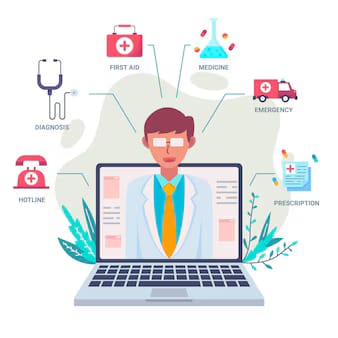 FIRST AID
MEDICINE
DIAGNOSIS
EMERGENCY
HOTLINE
PRESCRIPTION